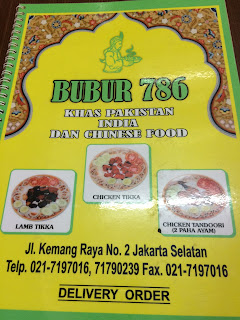 BUBUR 786
KHAS PAKISTAN
INDIA
DAN CHINESE FOOD
CHICKEN TIKKA
LAMB TIKKA
CHICKEN TANDOORI
(2 PAHA AYAM)
Jl. Kemang Raya No. 2 Jakarta Selatan
Telp. 021-7197016, 71790239 Fax. 021-7197016
DELIVERY ORDER